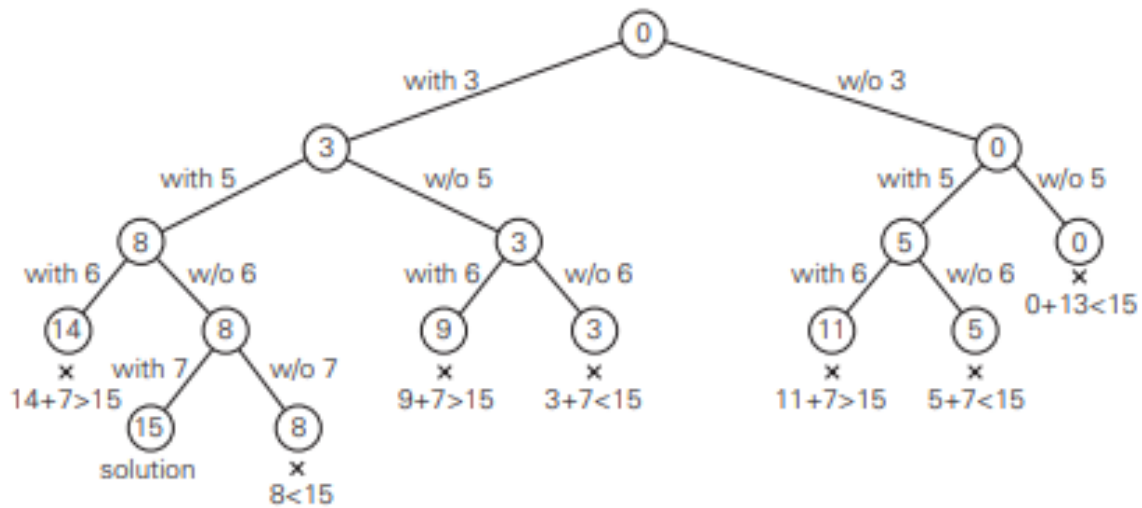 0
with 3
w/o 3
3
0
with 5
w/o 5
with 5
w/o 5
8
3
5
0
with 6
w/o 6
with 6
w/o 6
with 6
w/o 6
×
0+13<15
14
8
9
3
11
5
×
with 7
w/o 7
×
×
×
×
14+7>15
9+7>15
3+7<15
11+7>15
5+7<15
15
8
solution
×
8<15